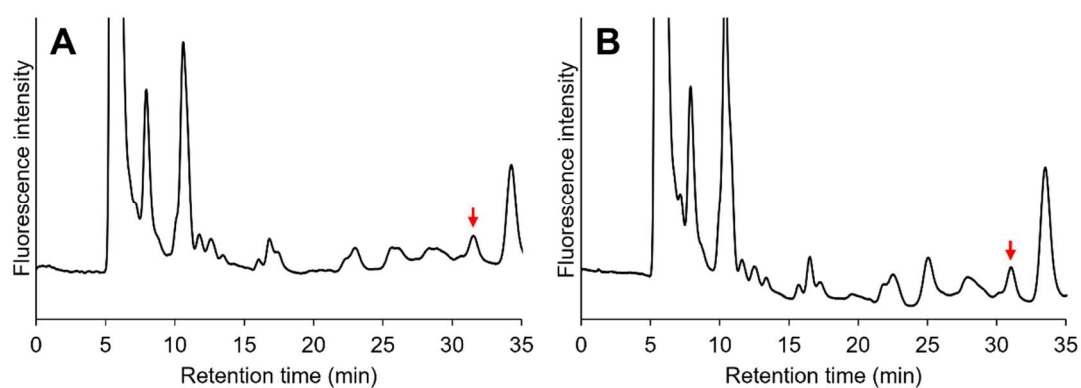 A
Fluorescence intensity
0 5 10 15 20 25 30 35
Retention time (min)
B
Fluorescence intensity
0 5 10 15 20 25 30 35
Retention time (min)